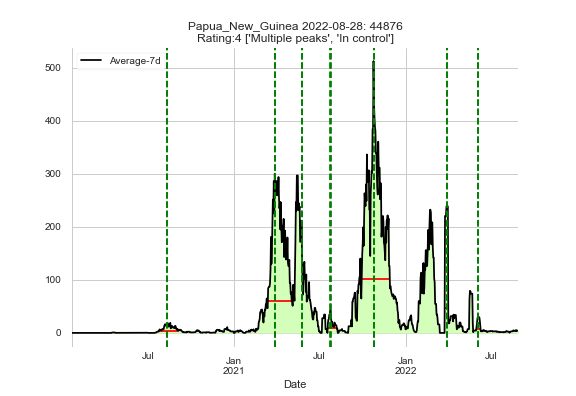 Papua_New_Guinea 2022-08-28: 44876
Rating:4 ['Multiple peaks', 'In control']
Average-7d
500
400
300
200
100
0
Jul
Jan
2021
Jul
Jan
2022
Jul
Date